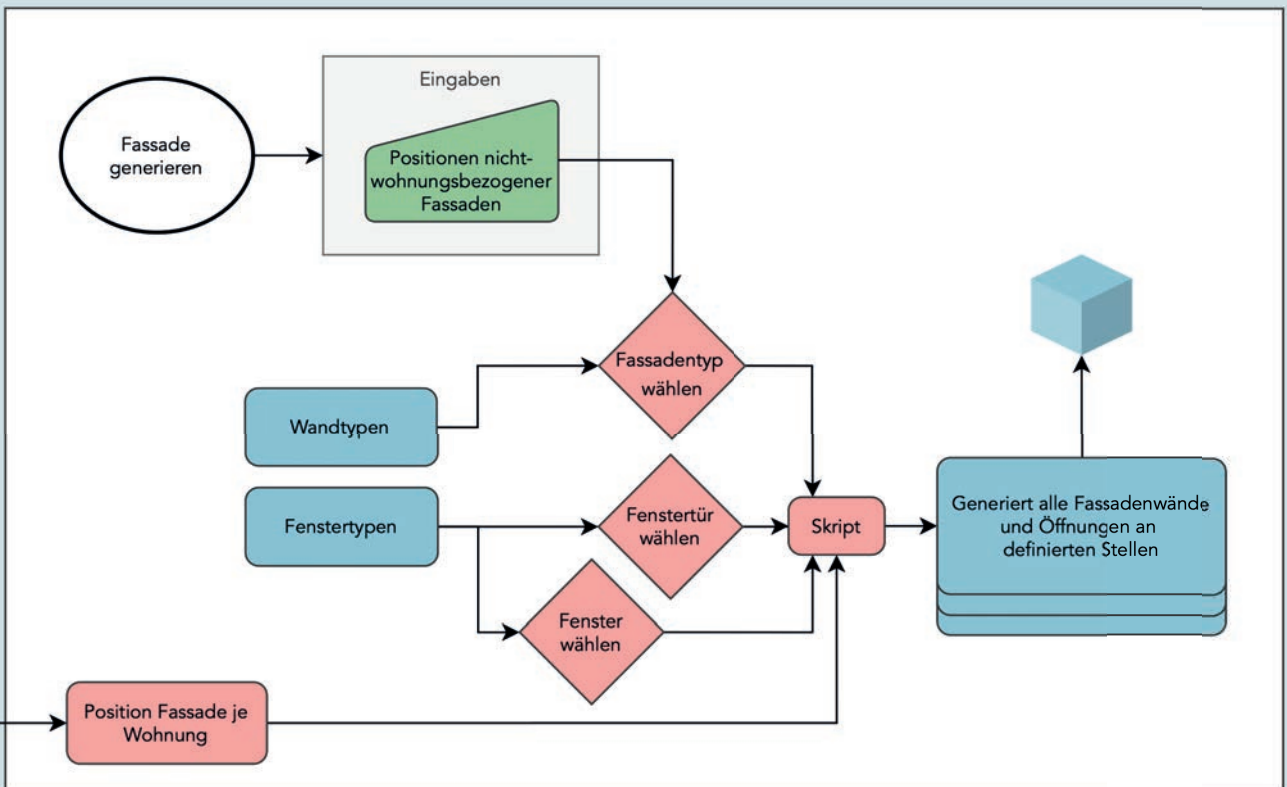 Eingaben
Fassade
generieren
Positionen nicht-
wohnungsbezogener
Fassaden
Fassadentyp
wählen
Wandtypen
Fenstertypen
Fenstertür
wählen
Skript
Generiert alle Fassadenwände
und Öffnungen an
definierten Stellen
Fenster
wählen
Position Fassade je
Wohnung